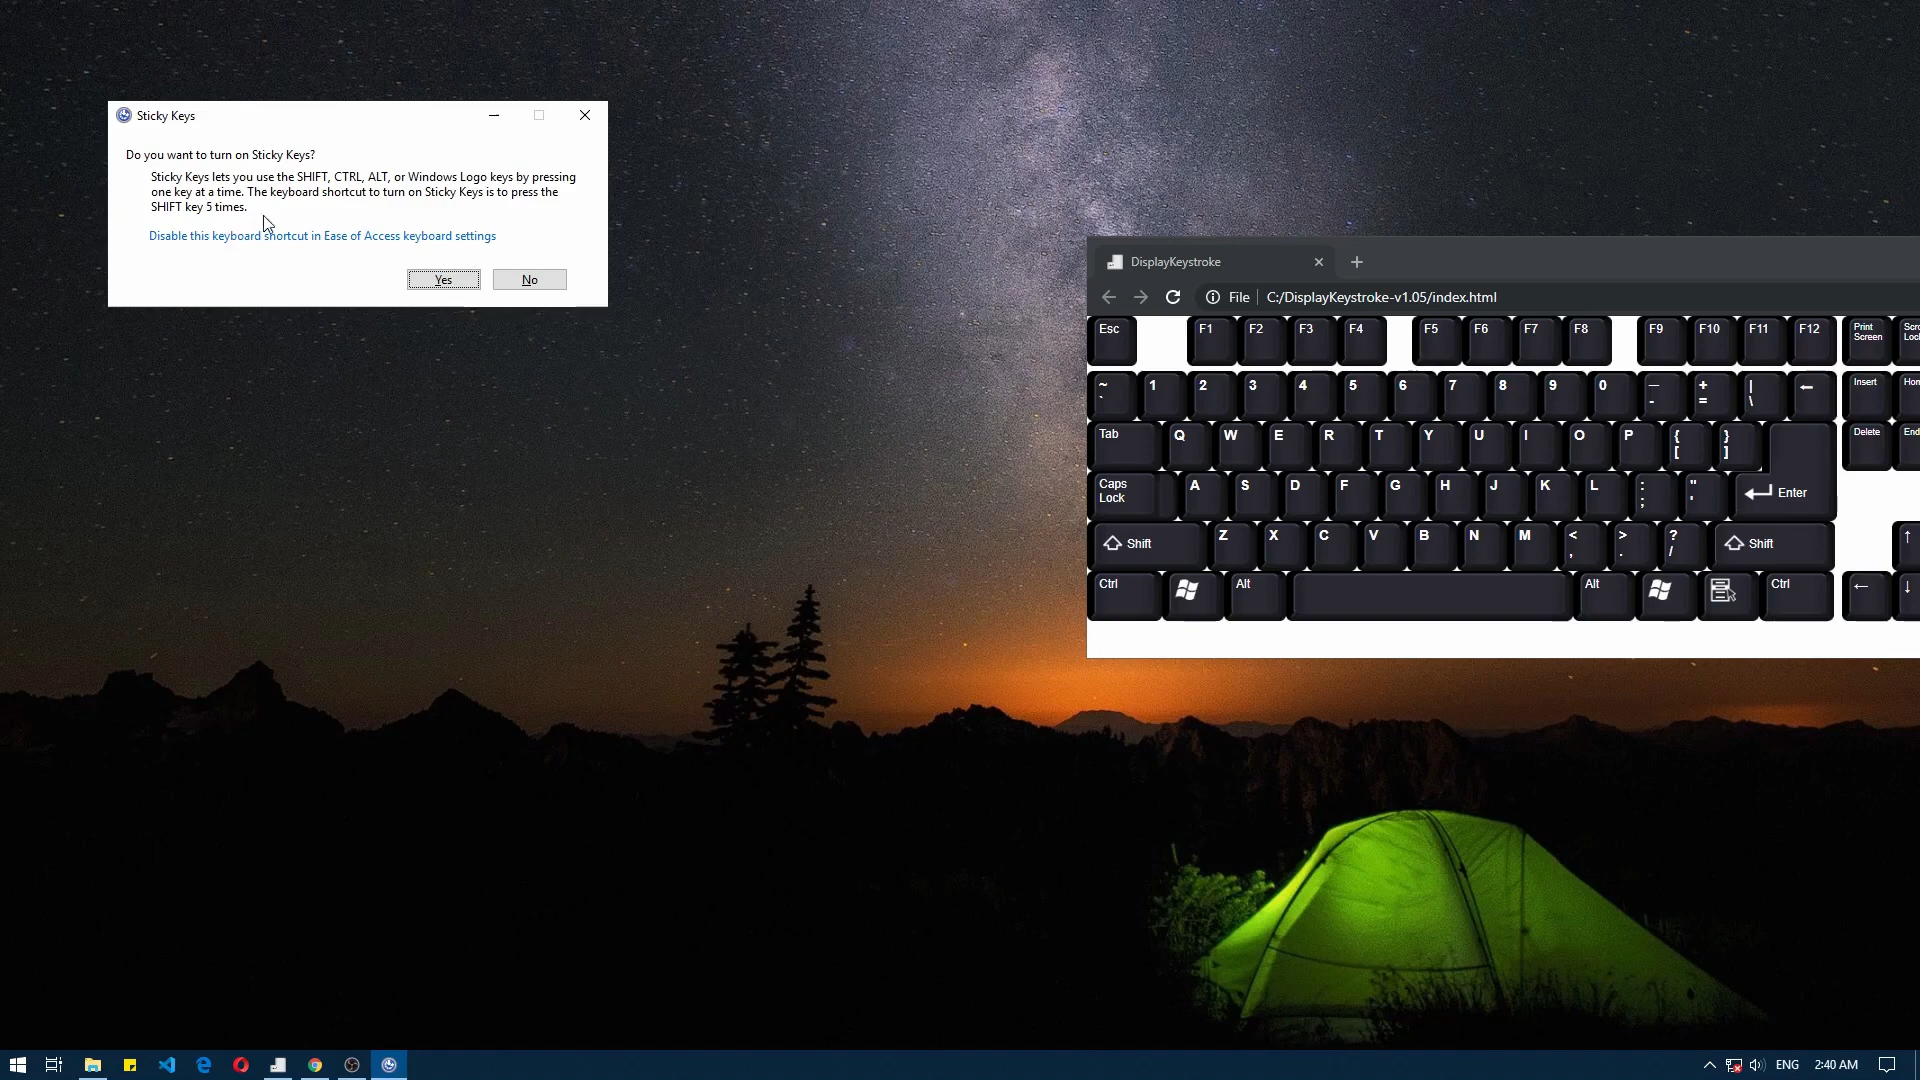 Sticky Keys
Do you want to turn on Sticky Keys?
Sticky Keys lets you use the SHIFT, CTRL, ALT, or Windows Logo keys by pressing
one key at a time. The keyboard shortcut to turn on Sticky Keys is to press the
SHIFT key 5 times.
Disable this keyboard shortcut in Ease of Access keyboard settings
Yes No
DisplayKeystroke
File C:/DisplayKeystroke-v1.05/index.html
Esc F1 F2 F3 F4 F5 F6 F7 F8 F9 F10 F11 F12 Print Screen
~ ` 1 2 3 4 5 6 7 8 9 0 — - + = | \ ← Insert
Tab Q W E R T Y U I O P { [ } ] Delete End
Caps Lock A S D F G H J K L : ; " ' Enter
Shift Z X C V B N M < , > . ? / Shift ↑
Ctrl Alt Alt Ctrl ← ↓
ENG 2:40 AM